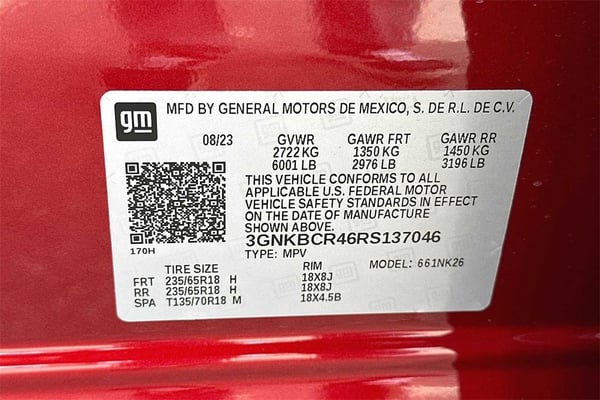 gm
MFD BY GENERAL MOTORS DE MEXICO, S. DE R.L. DE C.V.
08/23 GVWR GAWR FRT GAWR RR
2722 KG 1350 KG 1450 KG
6001 LB 2976 LB 3196 LB
THIS VEHICLE CONFORMS TO ALL
APPLICABLE U.S. FEDERAL MOTOR
VEHICLE SAFETY STANDARDS IN EFFECT
ON THE DATE OF MANUFACTURE
SHOWN ABOVE.
3GNKBCR46RS137046
170H
TYPE: MPV MODEL: 661NK26
TIRE SIZE RIM
FRT 235/65R18 H 18X8J
RR 235/65R18 H 18X8J
SPA T135/70R18 M 18X4.5B